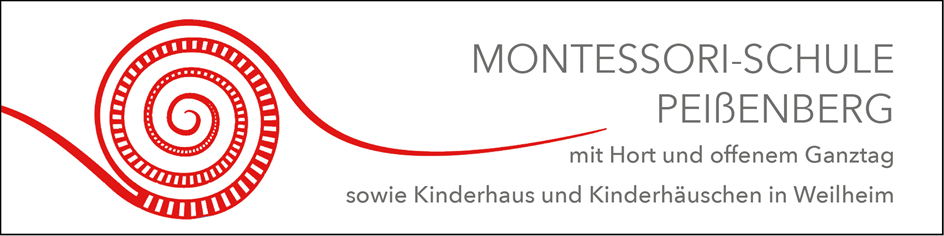 MONTESSORI-SCHULE
PEIßENBERG
mit Hort und offenem Ganztag
sowie Kinderhaus und Kinderhäuschen in Weilheim